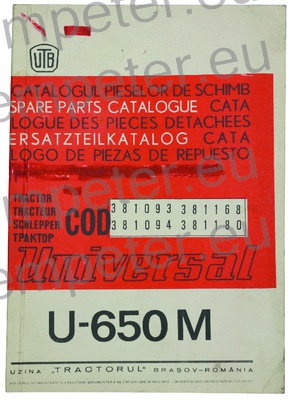 UTB
CATALOGUL PIESELOR DE SCHIMB
SPARE PARTS CATALOGUE CATA
LOGUE DES PIECES DETACHEES
ERSATZTEILKATALOG CATA
LOGO DE PIEZAS DE REPUESTO
TRACTOR
TRACTEUR
SCHLEPPER
ТРАКТОР
COD
381093 381168
381094 381180
Universal
U-650 M
UZINA „TRACTORUL" BRAȘOV-ROMÂNIA